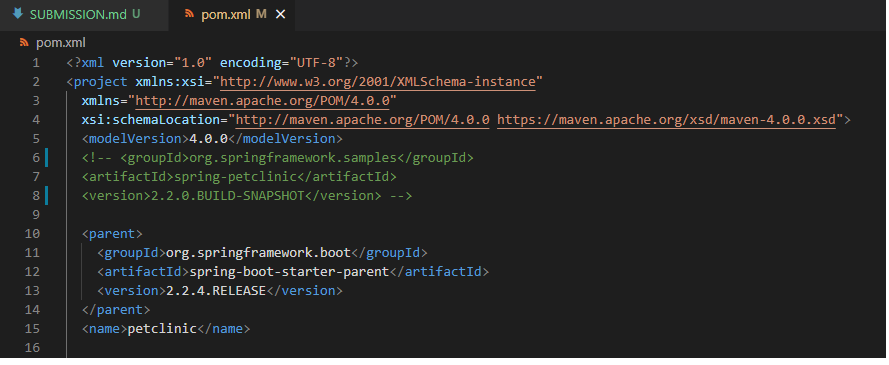 SUBMISSION.md U
pom.xml M
pom.xml
1 <?xml version="1.0" encoding="UTF-8"?>
2 <project xmlns:xsi="http://www.w3.org/2001/XMLSchema-instance"
3 xmlns="http://maven.apache.org/POM/4.0.0"
4 xsi:schemaLocation="http://maven.apache.org/POM/4.0.0 https://maven.apache.org/xsd/maven-4.0.0.xsd">
5 <modelVersion>4.0.0</modelVersion>
6 <!-- <groupId>org.springframework.samples</groupId>
7 <artifactId>spring-petclinic</artifactId>
8 <version>2.2.0.BUILD-SNAPSHOT</version> -->
9
10 <parent>
11 <groupId>org.springframework.boot</groupId>
12 <artifactId>spring-boot-starter-parent</artifactId>
13 <version>2.2.4.RELEASE</version>
14 </parent>
15 <name>petclinic</name>
16